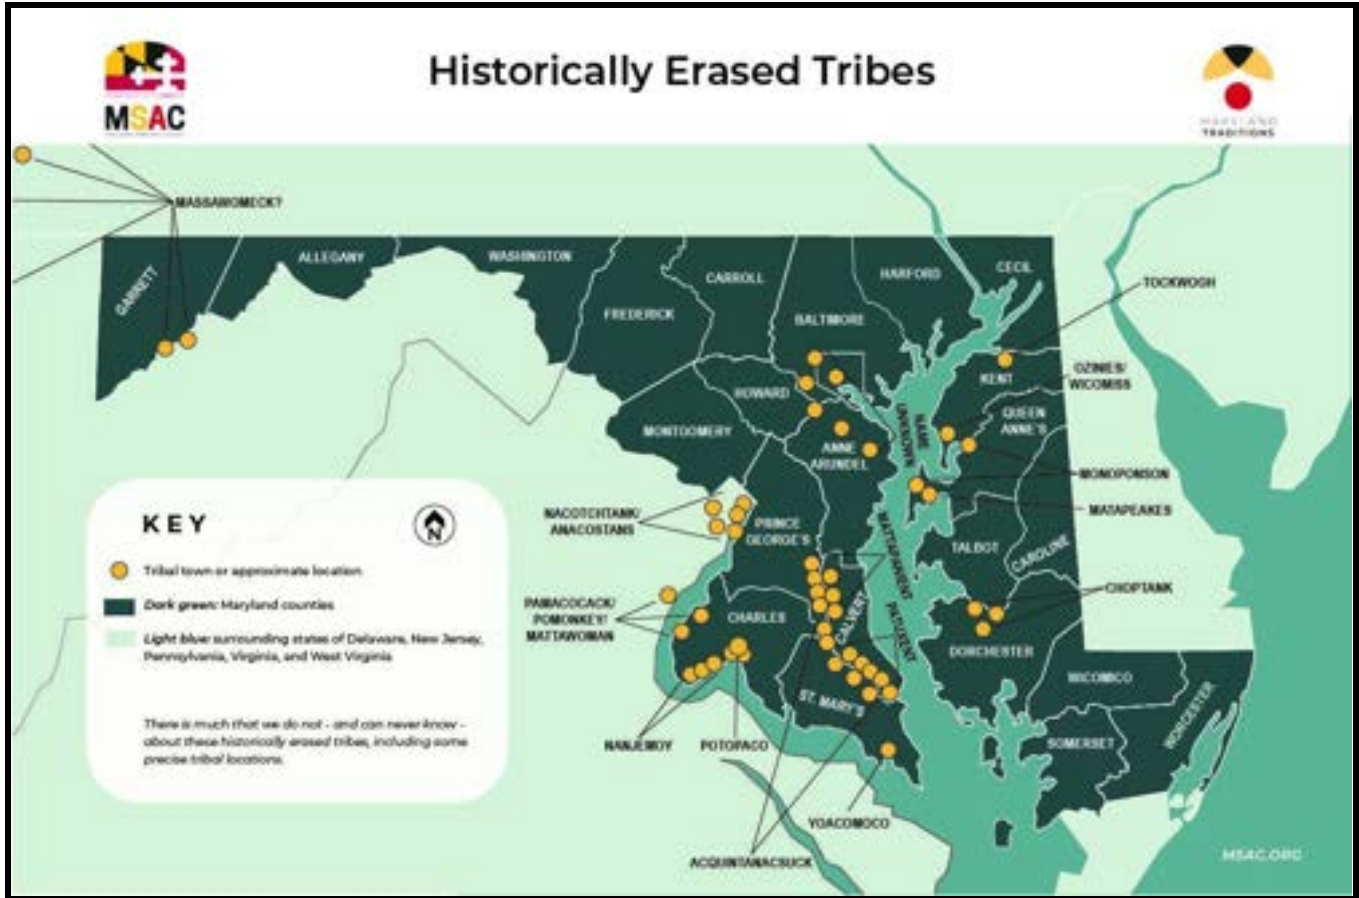 MSAC
Historically Erased Tribes
MARYLAND
TRADITIONS
MASSAWOMECK?
GARRETT
ALLEGANY
WASHINGTON
FREDERICK
CARROLL
BALTIMORE
HARFORD
CECIL
TOCKWOGH
KENT
OZINIES/
WICOMISS
HOWARD
QUEEN
ANNE'S
MONTGOMERY
ANNE
ARUNDEL
NAME
UNKNOWN
MONOPONSON
MATAPEAKES
NACOTCHTANK/
ANACOSTANS
PRINCE
GEORGE'S
MATTAPANIENT
PATUXENT
TALBOT
CAROLINE
CHOPTANK
PAMACOCACK/
POMONKEY/
MATTAWOMAN
CHARLES
CALVERT
DORCHESTER
WICOMICO
WORCESTER
SOMERSET
ST. MARY'S
NANJEMOY
POTOPACO
YOACOMOCO
ACQUINTANACSUCK
KEY
N
Tribal town or approximate location
Dark green: Maryland counties
Light blue: surrounding states of Delaware, New Jersey,
Pennsylvania, Virginia, and West Virginia
There is much that we do not - and can never know -
about these historically erased tribes, including some
precise tribal locations.
MSAC.ORG